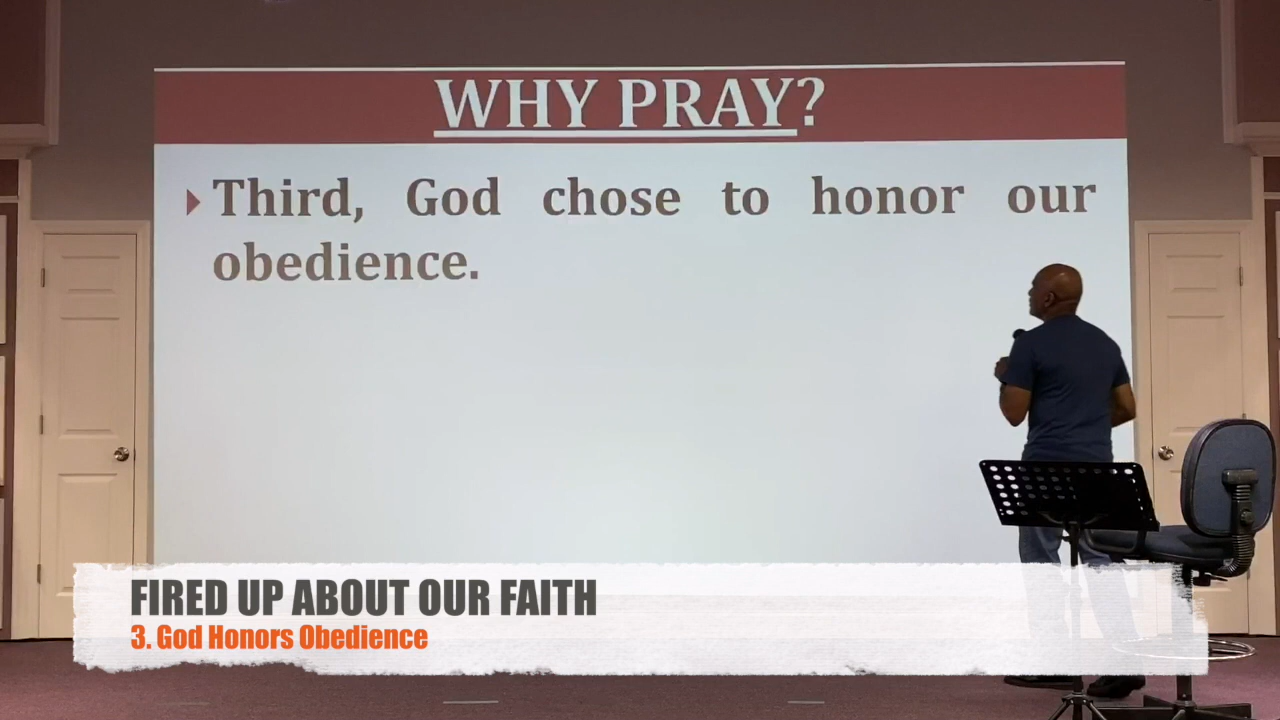 WHY PRAY?
Third, God chose to honor our
obedience.
FIRED UP ABOUT OUR FAITH
3. God Honors Obedience